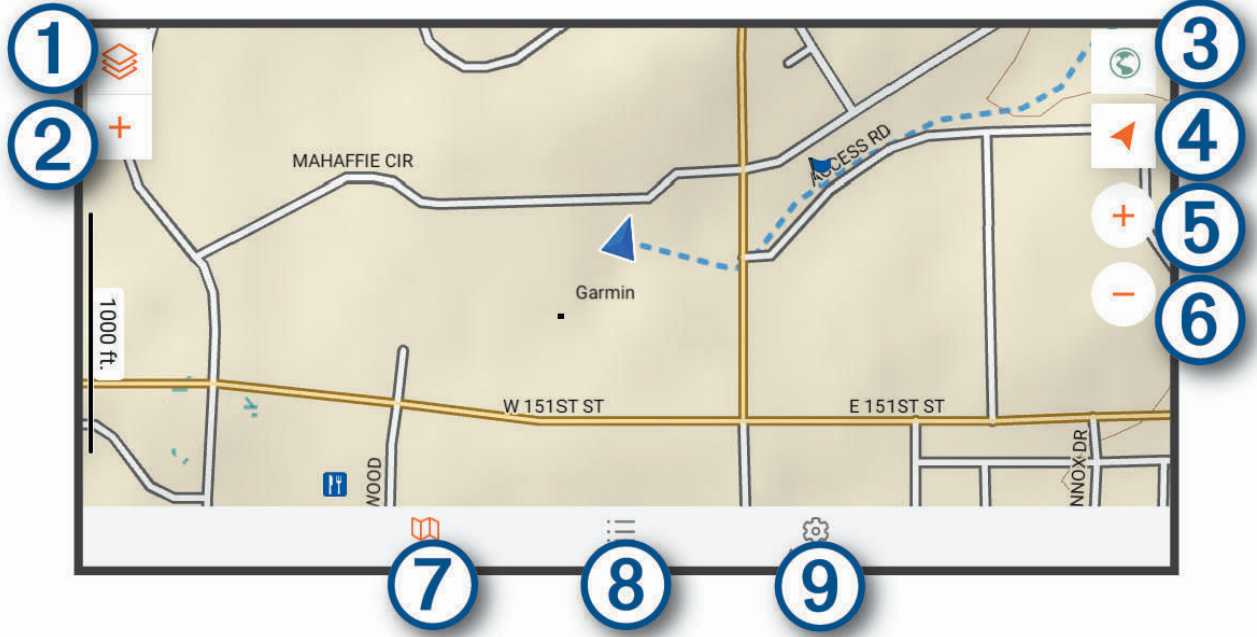 1
2
3
4
5
6
7
8
9
MAHAFFIE CIR
ACCESS RD
Garmin
1000 ft.
W 151ST ST
E 151ST ST
WOOD
NNOX DR